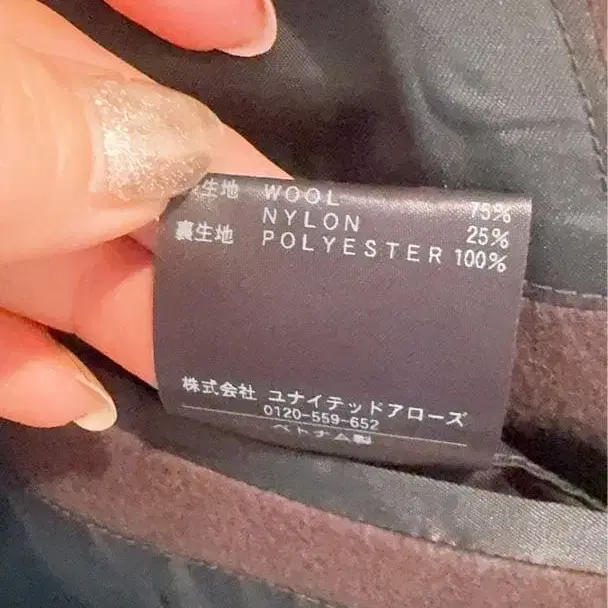 表生地 WOOL 75%
NYLON 25%
裏生地 POLYESTER 100%
株式会社 ユナイテッドアローズ
0120-559-652
ベトナム製